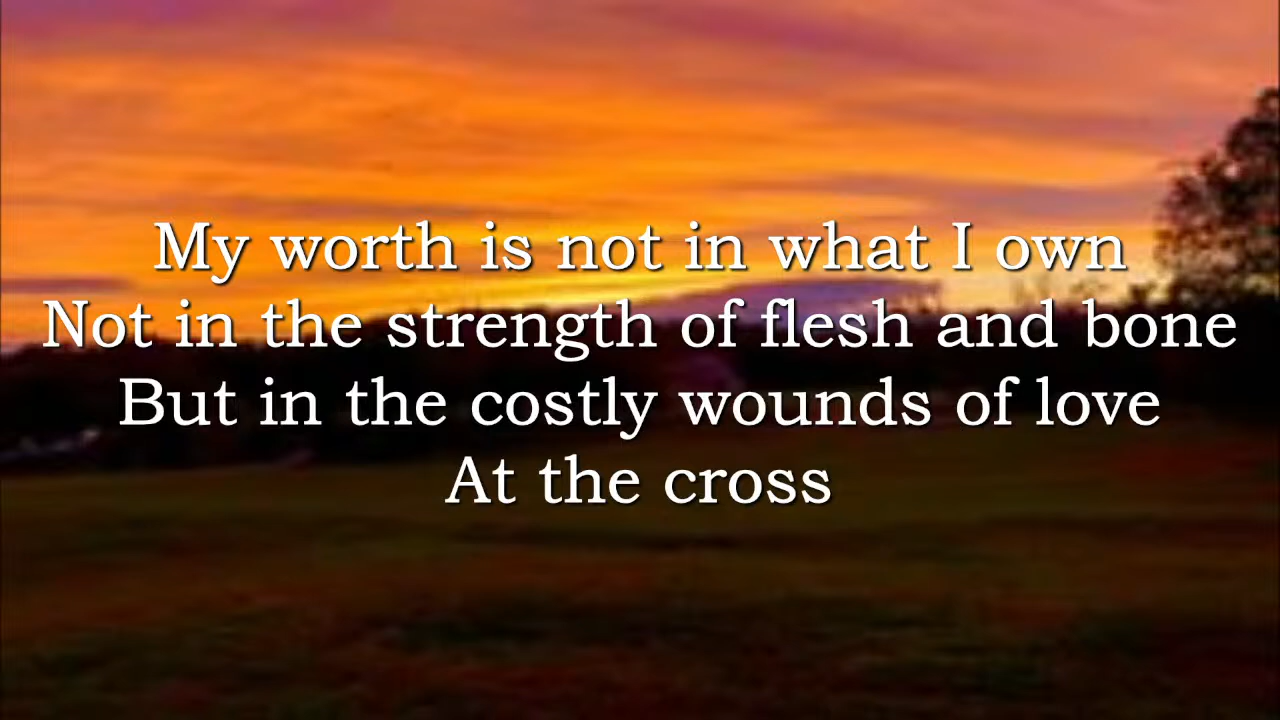 My worth is not in what I own
Not in the strength of flesh and bone
But in the costly wounds of love
At the cross